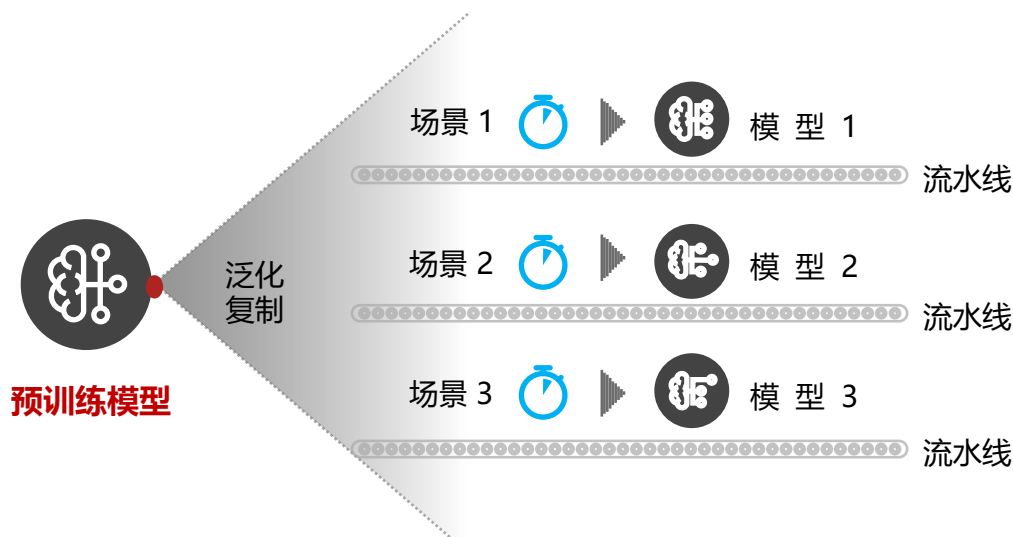 场景 1
模 型 1
流水线
场景 2
模 型 2
泛化
复制
流水线
预训练模型
场景 3
模 型 3
流水线